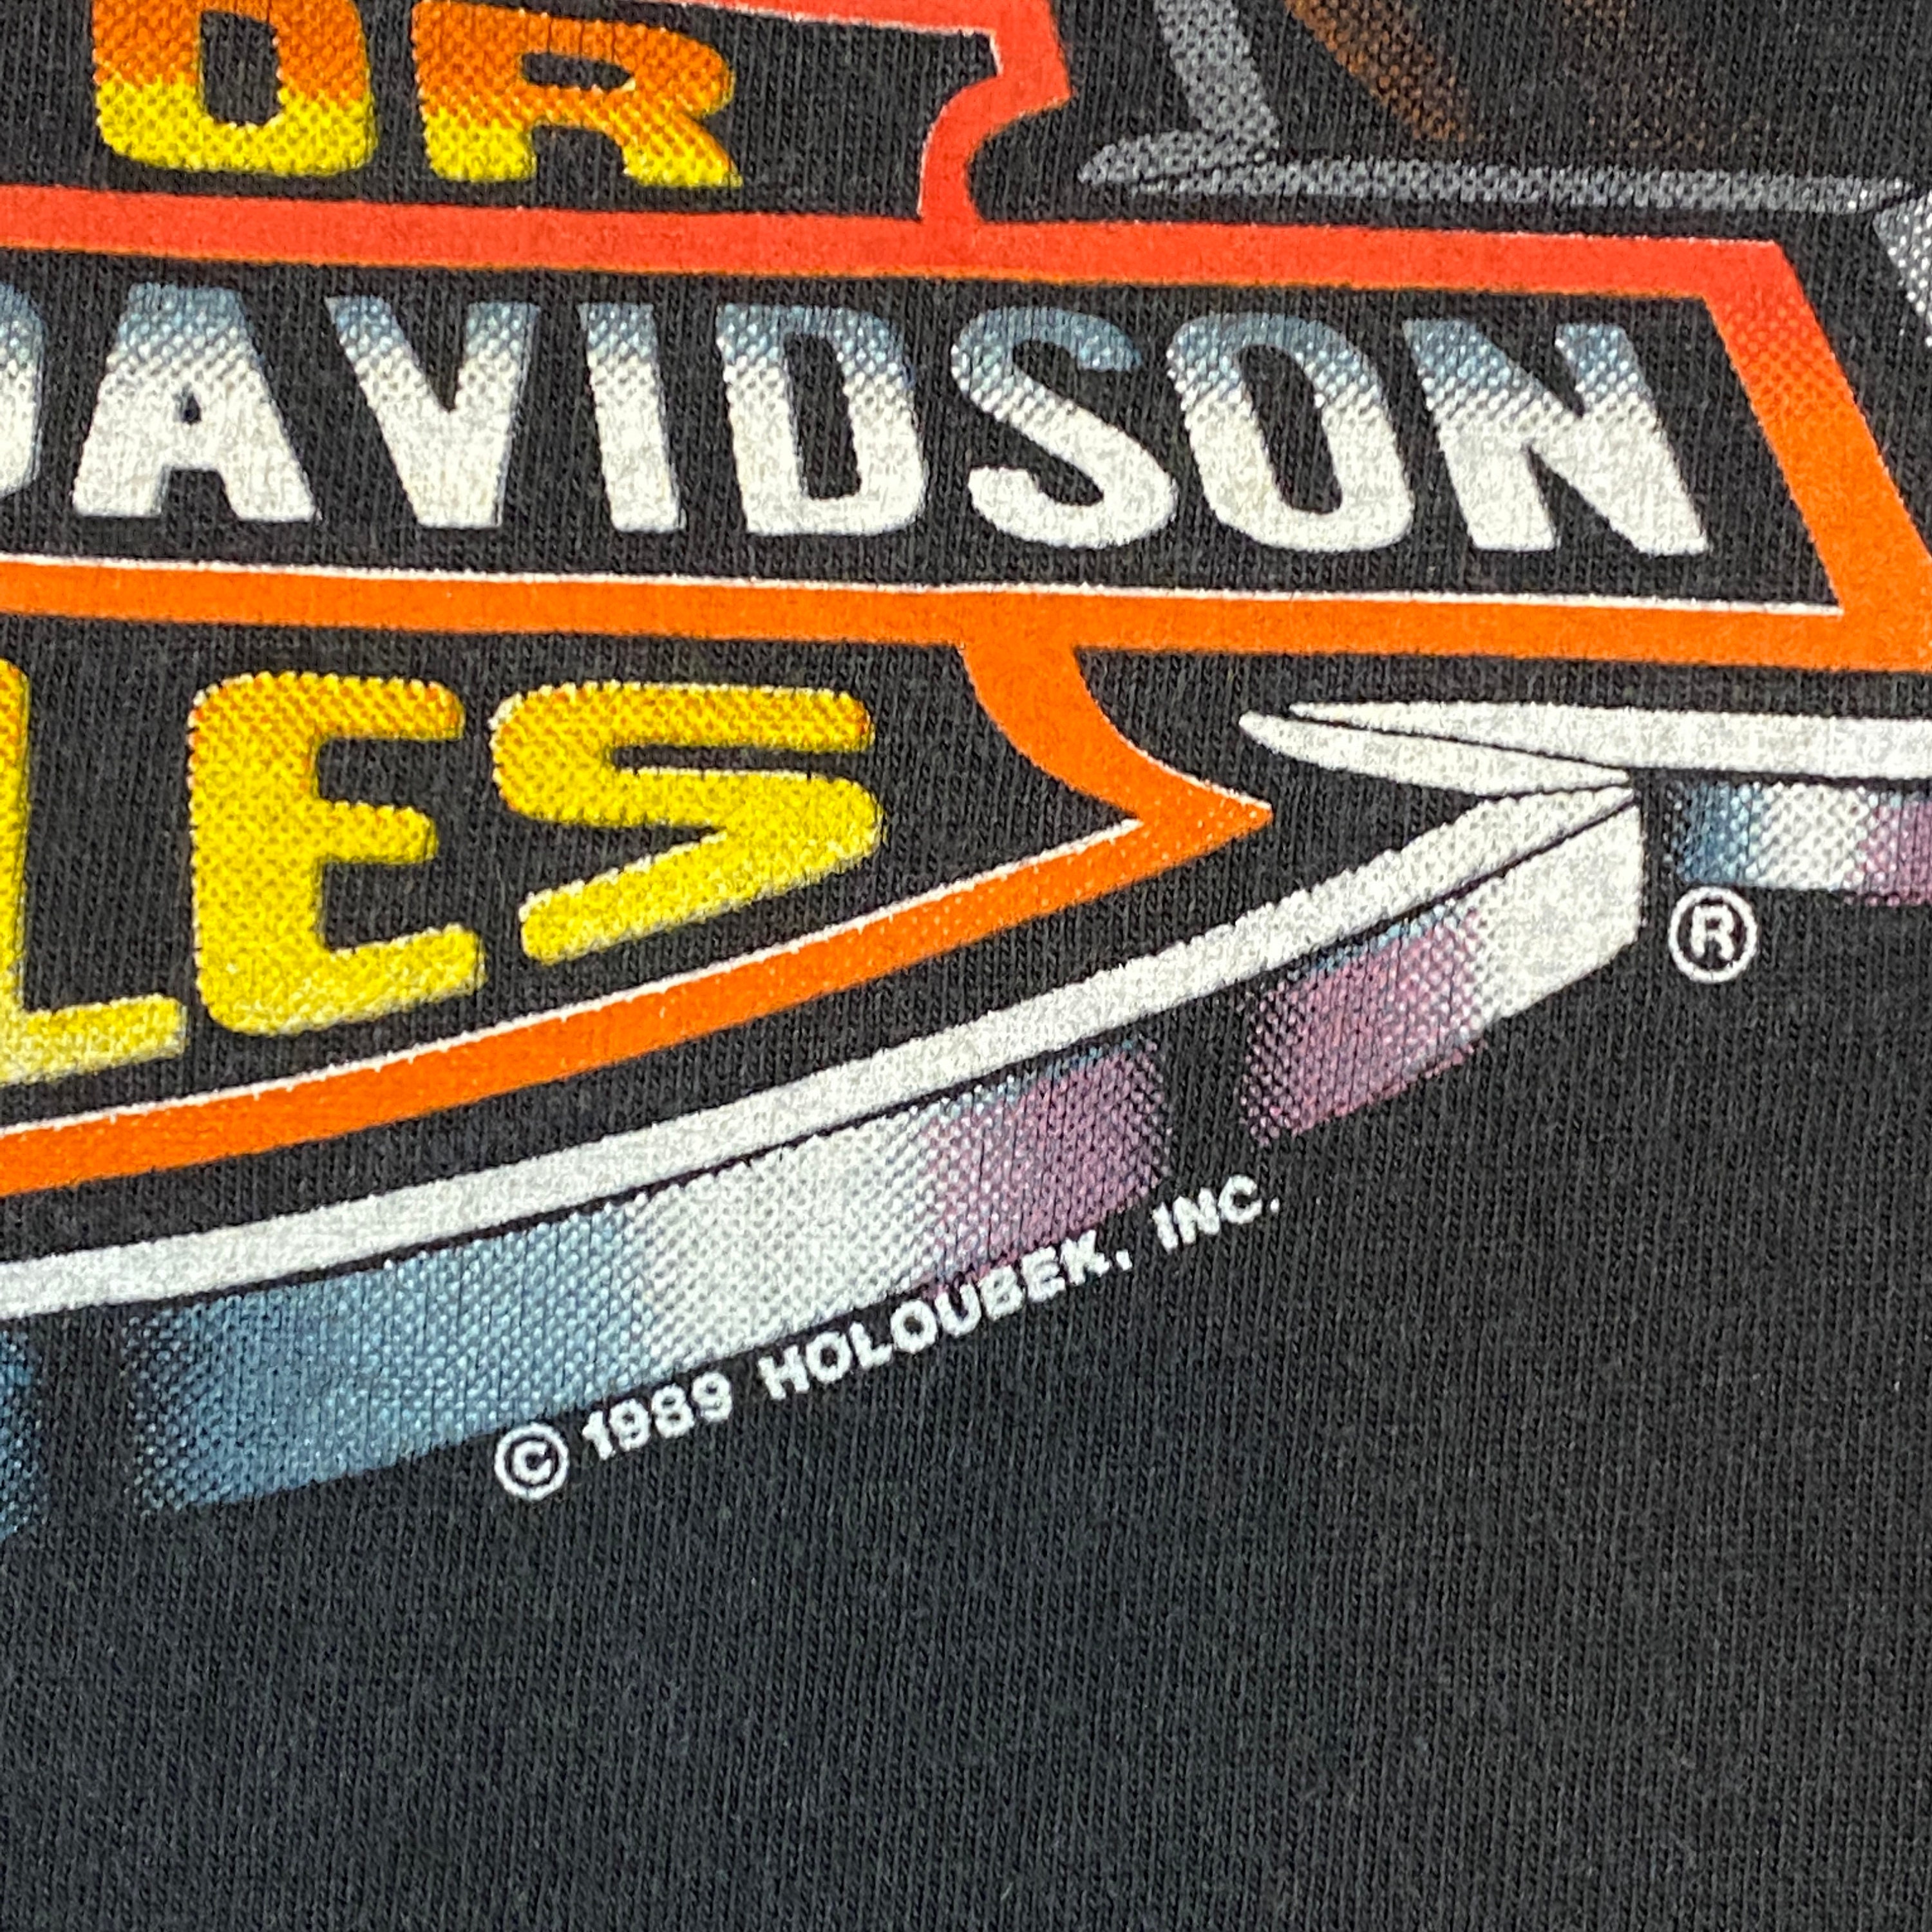 OR
DAVIDSON
LES
®
© 1989 HOLOUBEK, INC.